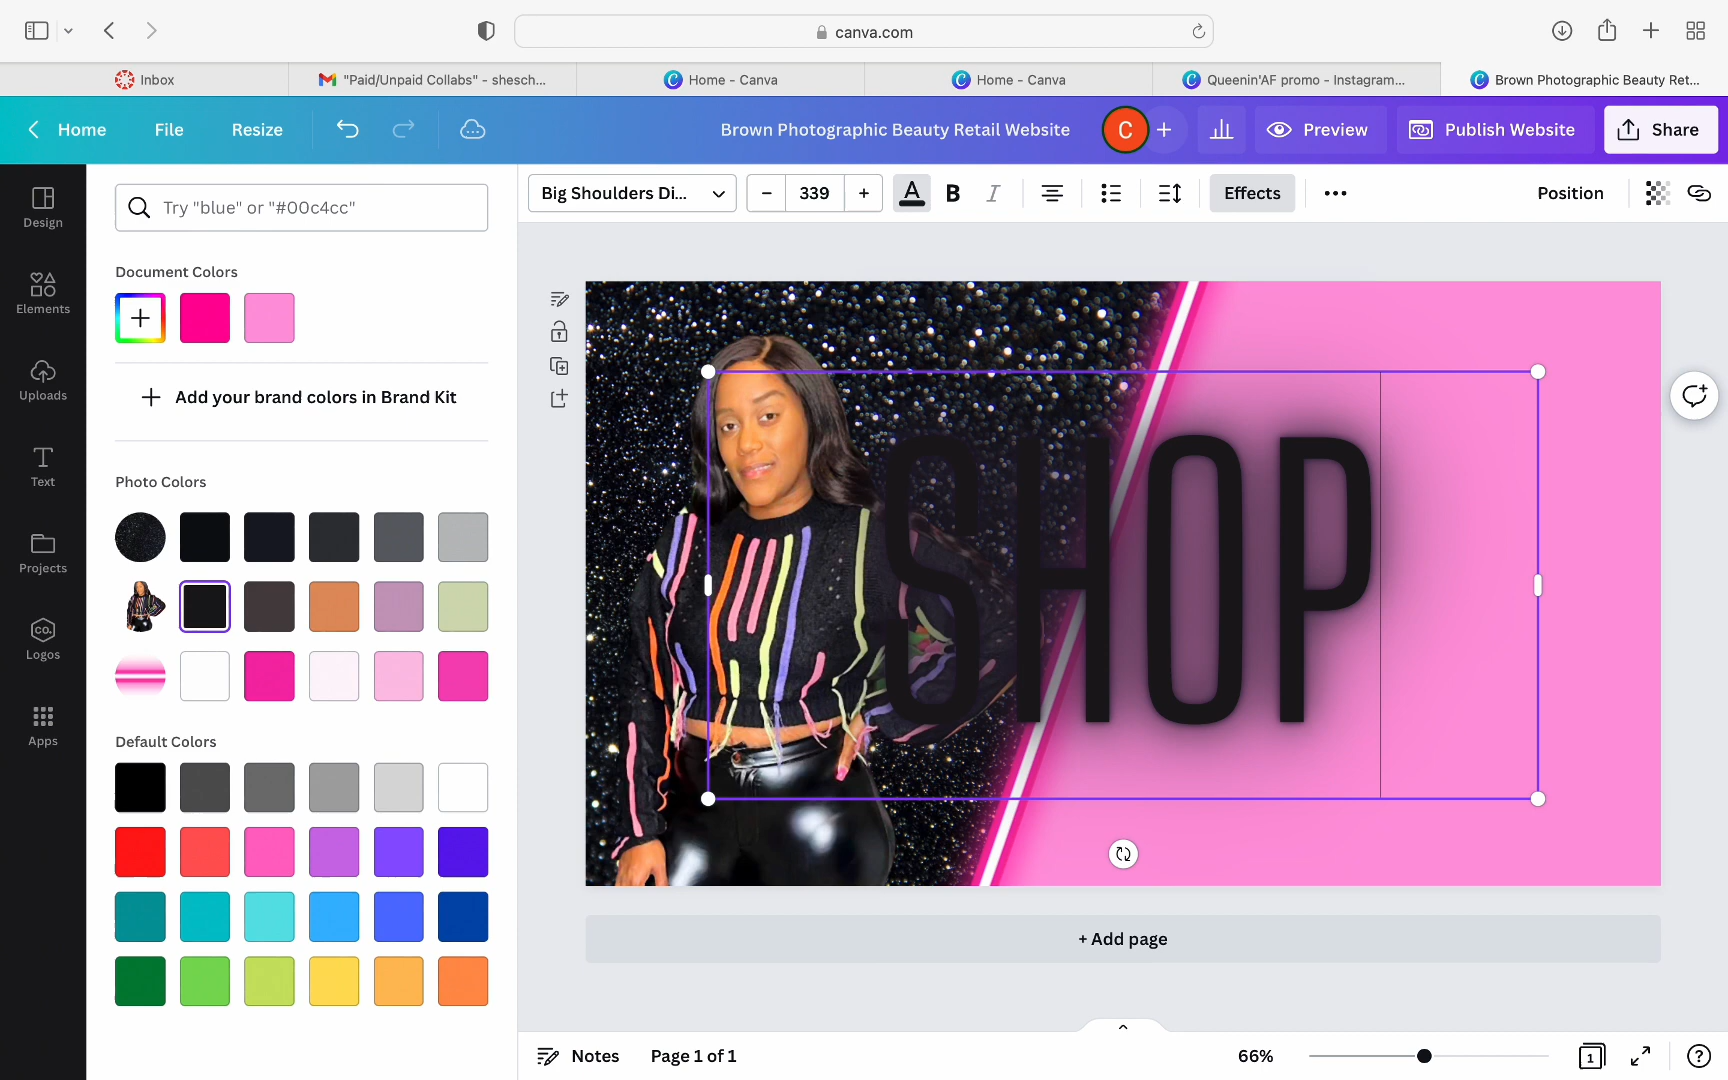 canva.com
Inbox
"Paid/Unpaid Collabs" - shesch...
Home - Canva
Home - Canva
Queenin'AF promo - Instagram...
Brown Photographic Beauty Ret...
Home
File
Resize
Brown Photographic Beauty Retail Website
C
Preview
Publish Website
Share
Design
Elements
Uploads
Text
Projects
CO.
Logos
Apps
Try "blue" or "#00c4cc"
Document Colors
Add your brand colors in Brand Kit
Photo Colors
Default Colors
Big Shoulders Di...
- 339 +
A
B
I
Effects
Position
SHOP
+ Add page
Notes
Page 1 of 1
66%
1
?